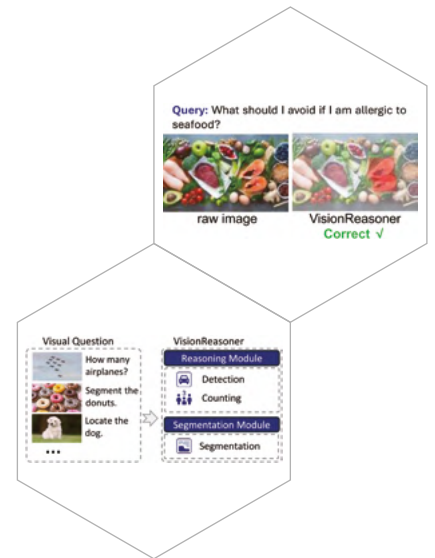 Query: What should I avoid if I am allergic to
seafood?
raw image
VisionReasoner
Correct √
Visual Question
How many
airplanes?
Segment the
donuts.
Locate the
dog.
...
VisionReasoner
Reasoning Module
Detection
Counting
Segmentation Module
Segmentation